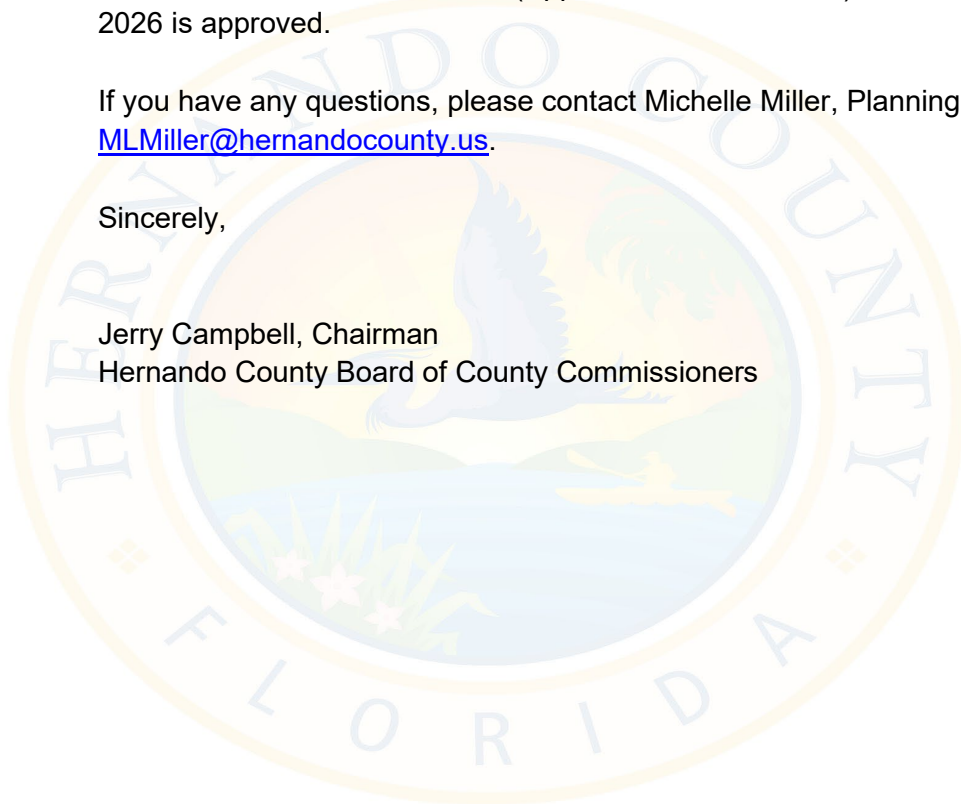 2026 is approved.
If you have any questions, please contact Michelle Miller, Planning
MLMiller@hernandocounty.us.
Sincerely,
Jerry Campbell, Chairman
Hernando County Board of County Commissioners
HERNANDO COUNTY
FLORIDA